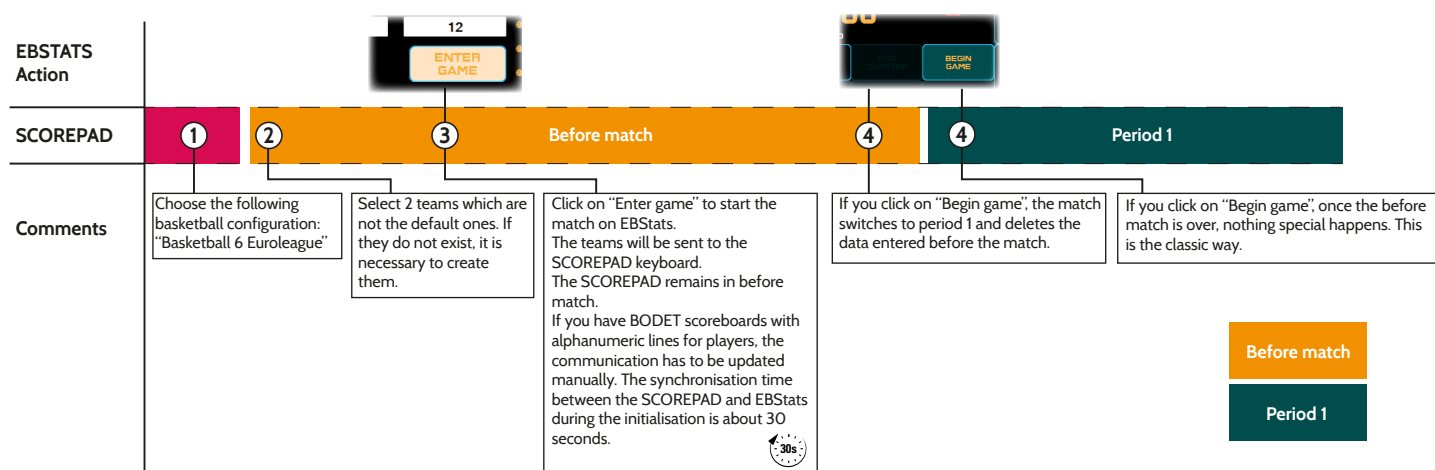 EBSTATS
Action
12
ENTER
GAME
END
QUARTER
BEGIN
GAME
SCOREPAD
1
2
3
Before match
4
4
Period 1
Comments
Choose the following
basketball configuration:
“Basketball 6 Euroleague”
Select 2 teams which are
not the default ones. If
they do not exist, it is
necessary to create
them.
Click on “Enter game” to start the
match on EBStats.
The teams will be sent to the
SCOREPAD keyboard.
The SCOREPAD remains in before
match.
If you have BODET scoreboards with
alphanumeric lines for players, the
communication has to be updated
manually. The synchronisation time
between the SCOREPAD and EBStats
during the initialisation is about 30
seconds.
30s
If you click on “Begin game”, the match
switches to period 1 and deletes the
data entered before the match.
If you click on “Begin game”, once the before
match is over, nothing special happens. This
is the classic way.
Before match
Period 1